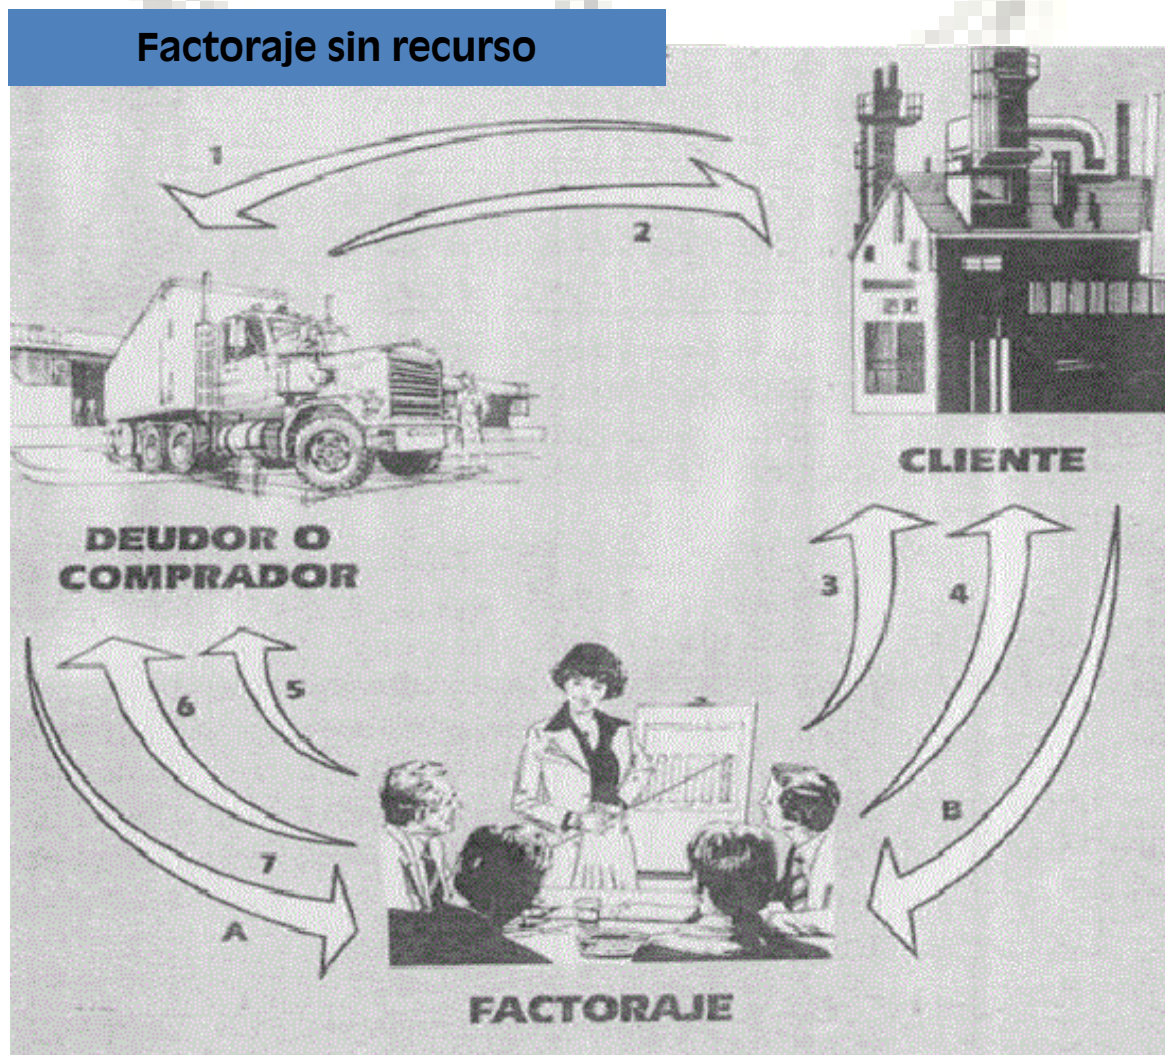 Factoraje sin recurso
1
2
CLIENTE
DEUDOR O
COMPRADOR
3
4
5
6
B
7
A
FACTORAJE